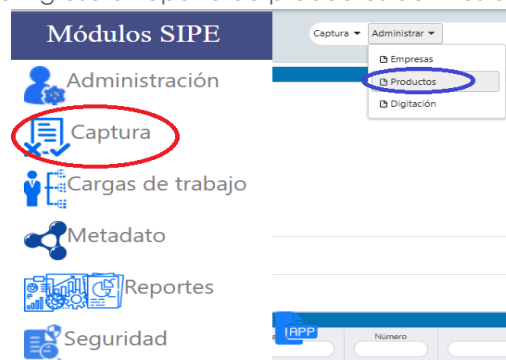 Módulos SIPE
Administración
Captura
Cargas de trabajo
Metadato
Reportes
Seguridad
Captura Administrar
Empresas
Productos
Digitación
IAPP
Número